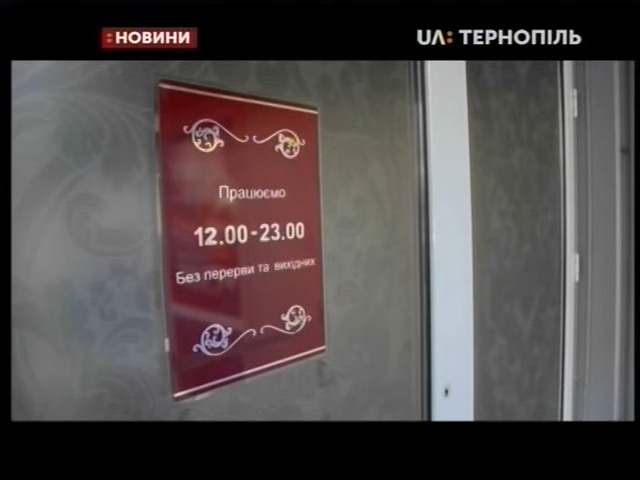 :НОВИНИ
UA: ТЕРНОПІЛЬ
Працюємо
12.00-23.00
Без перерви та вихідних